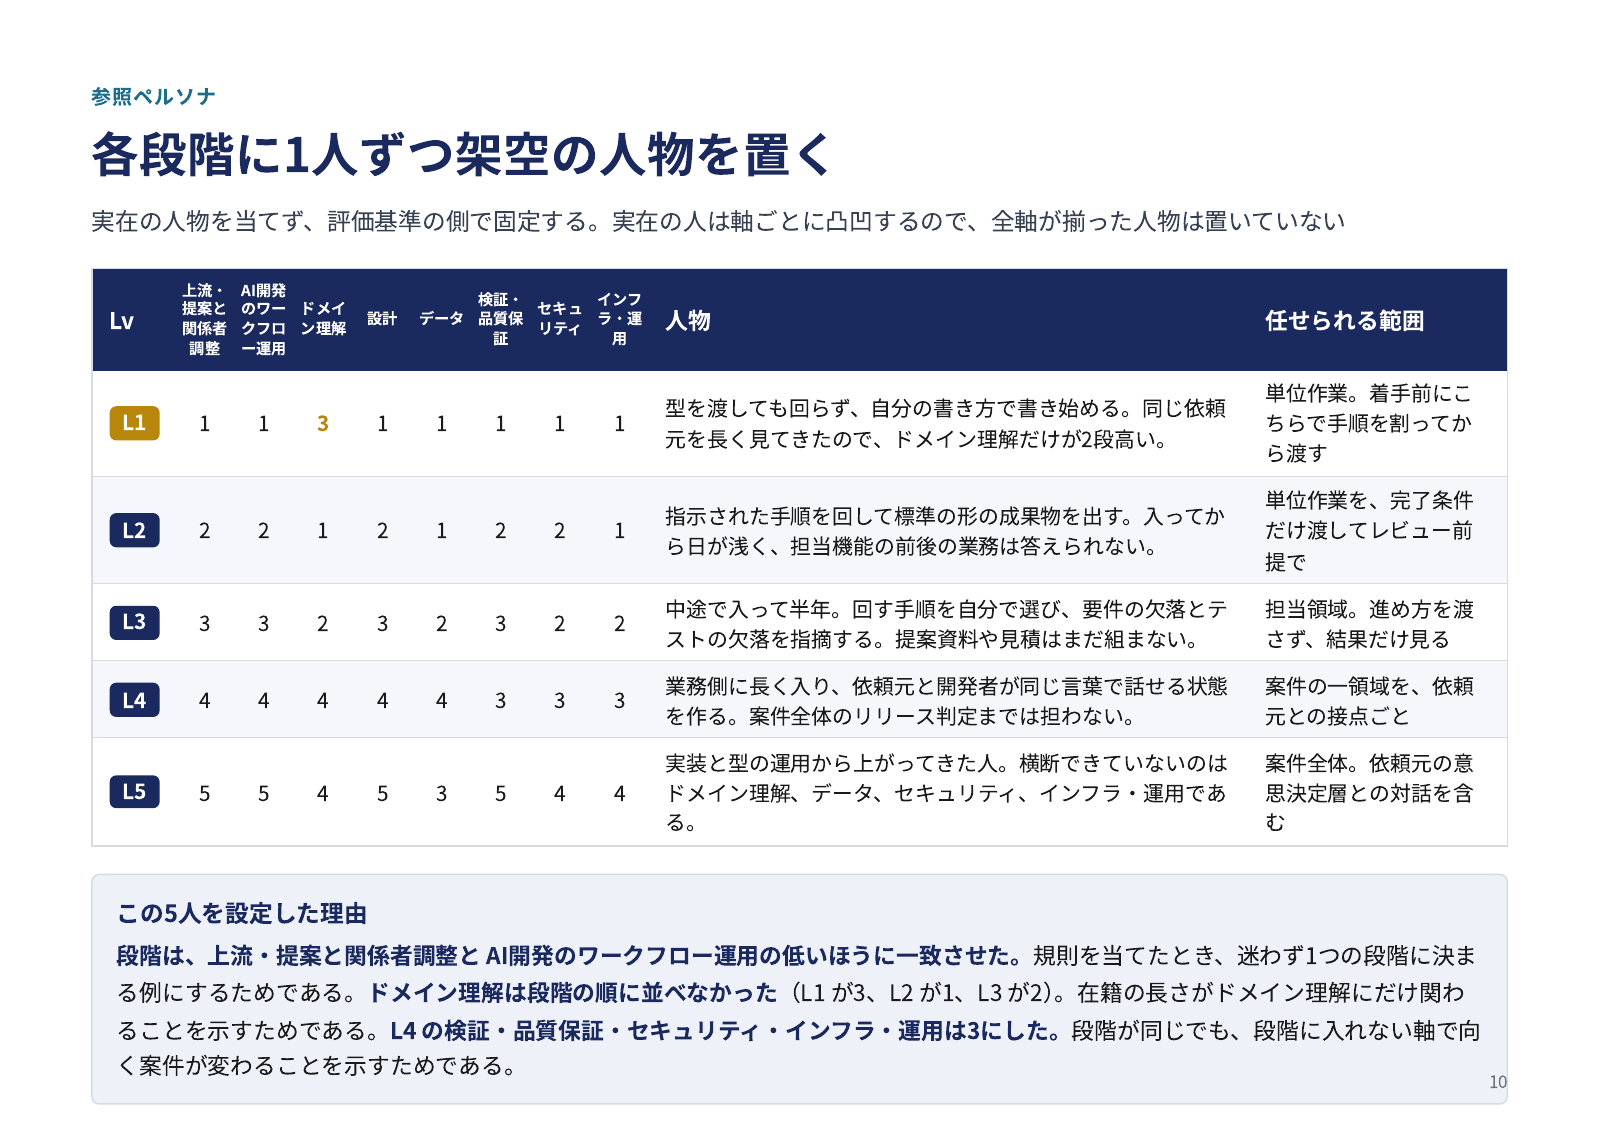 参照ペルソナ
各段階に1人ずつ架空の人物を置く
実在の人物を当てず、評価基準の側で固定する。実在の人は軸ごとに凸凹するので、全軸が揃った人物は置いていない
Lv
上流・
提案と
関係者
調整
AI開発
のワー
クフロ
ー運用
ドメイ
ン理解
設計
データ
検証・
品質保
証
セキュ
リティ
インフ
ラ・運
用
人物
任せられる範囲
L1 1 1 3 1 1 1 1 1
型を渡しても回らず、自分の書き方で書き始める。同じ依頼
元を長く見てきたので、ドメイン理解だけが2段高い。
単位作業。着手前にこ
ちらで手順を割ってか
ら渡す
L2 2 2 1 2 1 2 2 1
指示された手順を回して標準の形の成果物を出す。入ってか
ら日が浅く、担当機能の前後の業務は答えられない。
単位作業を、完了条件
だけ渡してレビュー前
提で
L3 3 3 2 3 2 3 2 2
中途で入って半年。回す手順を自分で選び、要件の欠落とテ
ストの欠落を指摘する。提案資料や見積はまだ組まない。
担当領域。進め方を渡
さず、結果だけ見る
L4 4 4 4 4 4 3 3 3
業務側に長く入り、依頼元と開発者が同じ言葉で話せる状態
を作る。案件全体のリリース判定までは担わない。
案件の一領域を、依頼
元との接点ごと
L5 5 5 4 5 3 5 4 4
実装と型の運用から上がってきた人。横断できていないのは
ドメイン理解、データ、セキュリティ、インフラ・運用であ
る。
案件全体。依頼元の意
思決定層との対話を含
む
この5人を設定した理由
段階は、上流・提案と関係者調整と AI開発のワークフロー運用の低いほうに一致させた。規則を当てたとき、迷わず1つの段階に決ま
る例にするためである。ドメイン理解は段階の順に並べなかった（L1 が3、L2 が1、L3 が2）。在籍の長さがドメイン理解にだけ関わ
ることを示すためである。L4 の検証・品質保証・セキュリティ・インフラ・運用は3にした。段階が同じでも、段階に入れない軸で向
く案件が変わることを示すためである。
10